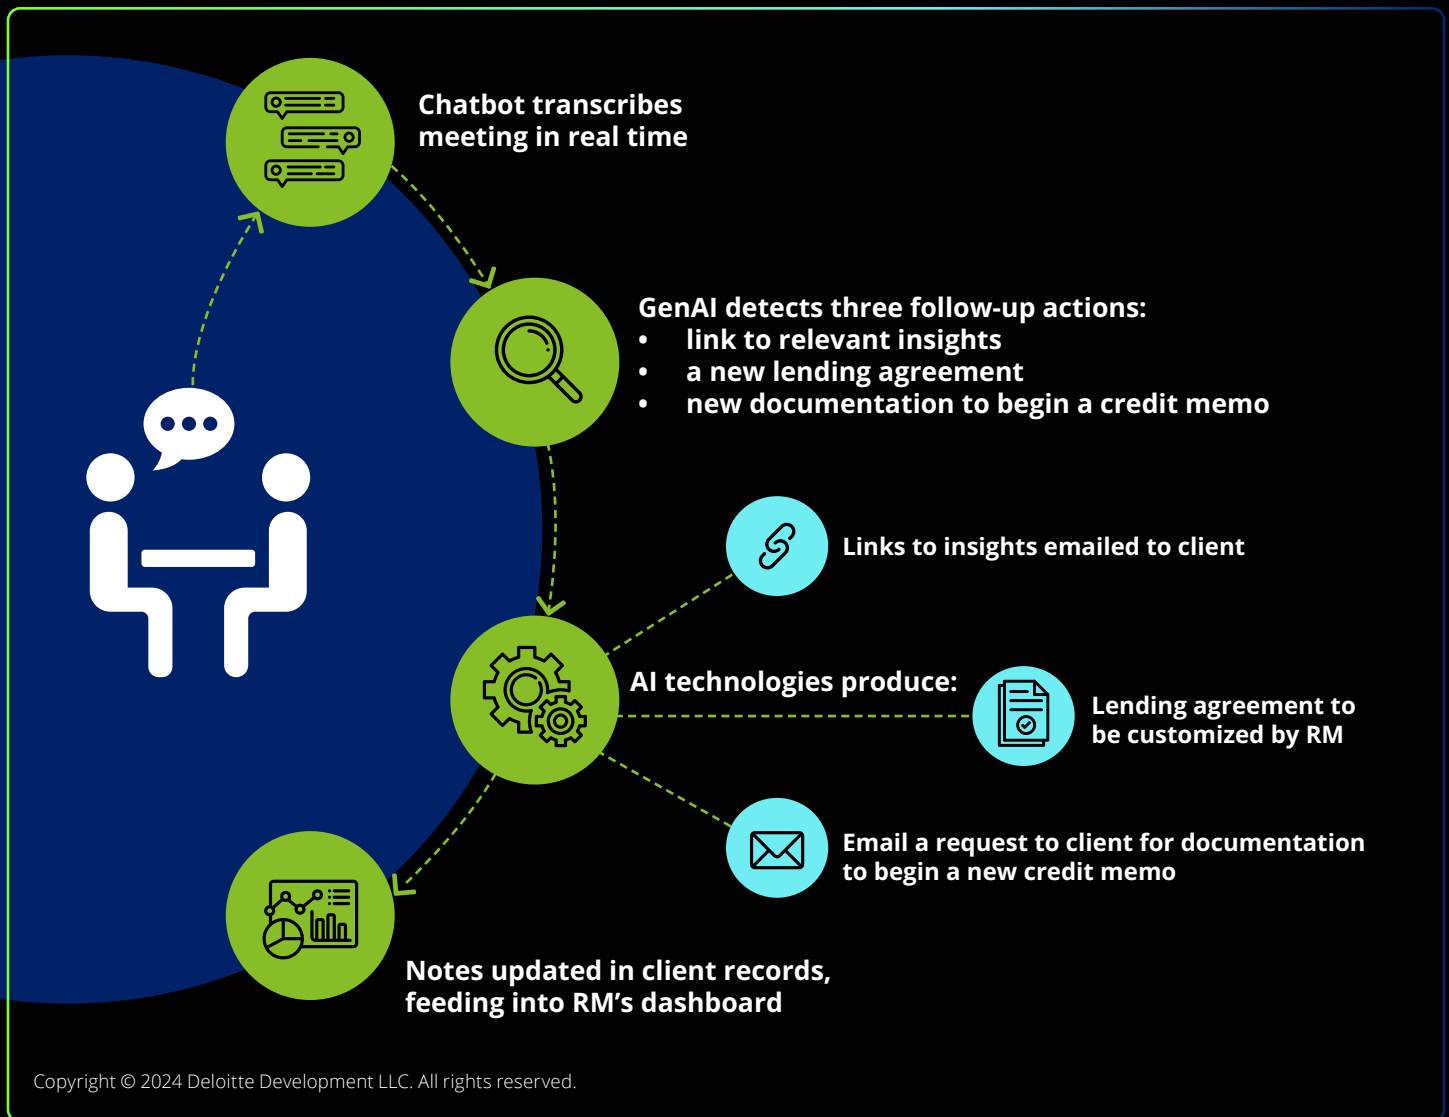 Chatbot transcribes
meeting in real time
GenAI detects three follow-up actions:
• link to relevant insights
• a new lending agreement
• new documentation to begin a credit memo
Links to insights emailed to client
AI technologies produce:
Lending agreement to
be customized by RM
Email a request to client for documentation
to begin a new credit memo
Notes updated in client records,
feeding into RM’s dashboard
Copyright © 2024 Deloitte Development LLC. All rights reserved.